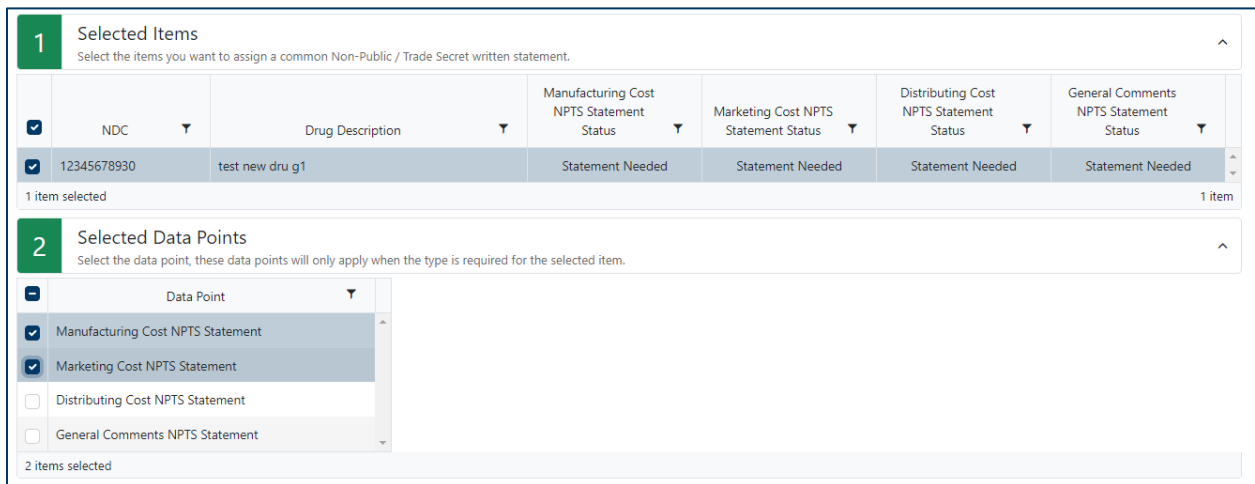 1
Selected Items
Select the items you want to assign a common Non-Public / Trade Secret written statement.
NDC
Drug Description
Manufacturing Cost
NPTS Statement
Status
Marketing Cost NPTS
Statement Status
Distributing Cost
NPTS Statement
Status
General Comments
NPTS Statement
Status
12345678930 test new dru g1 Statement Needed Statement Needed Statement Needed Statement Needed
1 item selected 1 item
2
Selected Data Points
Select the data point, these data points will only apply when the type is required for the selected item.
Data Point
Manufacturing Cost NPTS Statement
Marketing Cost NPTS Statement
Distributing Cost NPTS Statement
General Comments NPTS Statement
2 items selected